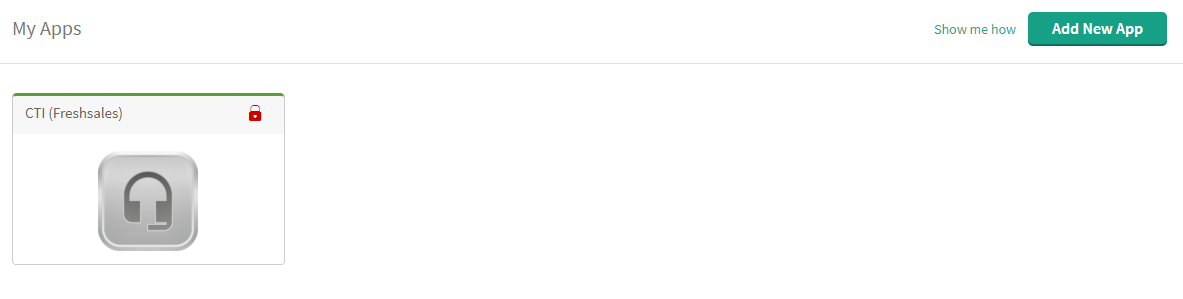 My Apps
Show me how
Add New App
CTI (Freshsales)